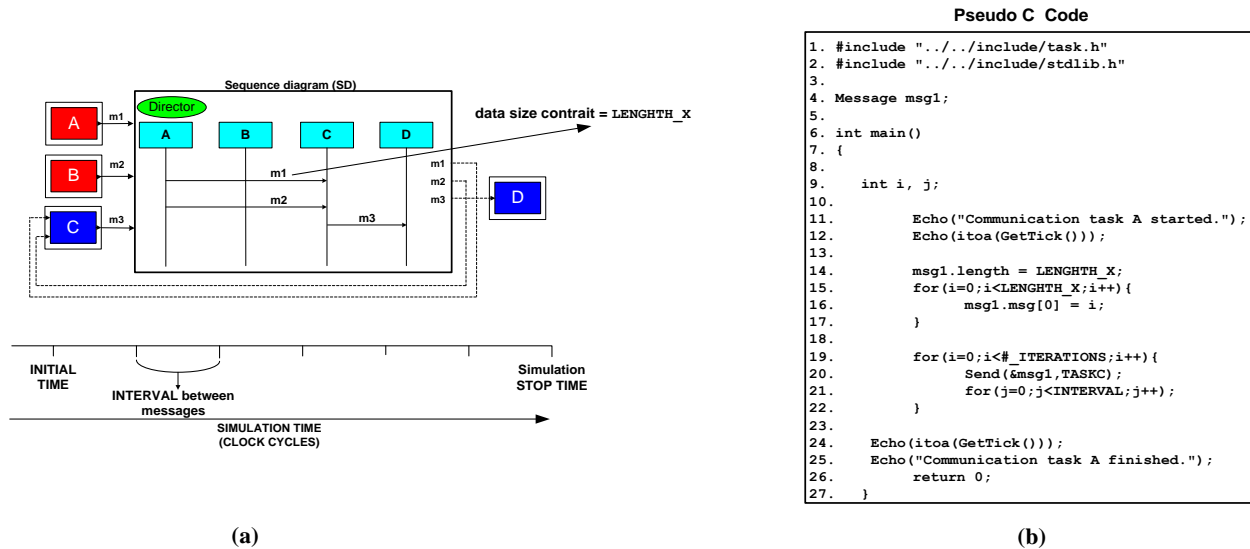 Sequence diagram (SD)
Director
A
B
C
D
A
m1
B
m2
C
m3
m1
m2
m3
m1
m2
m3
D
data size contrait = LENGHTH_X
INITIAL
TIME
INTERVAL between
messages
Simulation
STOP TIME
SIMULATION TIME
(CLOCK CYCLES)
(a)
Pseudo C Code
1. #include "../../include/task.h"
2. #include "../../include/stdlib.h"
3.
4. Message msg1;
5.
6. int main()
7. {
8.
9. int i, j;
10.
11. Echo("Communication task A started.");
12. Echo(itoa(GetTick()));
13.
14. msg1.length = LENGHTH_X;
15. for(i=0;i<LENGHTH_X;i++){
16. msg1.msg[0] = i;
17. }
18.
19. for(i=0;i<#_ITERATIONS;i++){
20. Send(&msg1,TASKC);
21. for(j=0;j<INTERVAL;j++);
22. }
23.
24. Echo(itoa(GetTick()));
25. Echo("Communication task A finished.");
26. return 0;
27. }
(b)